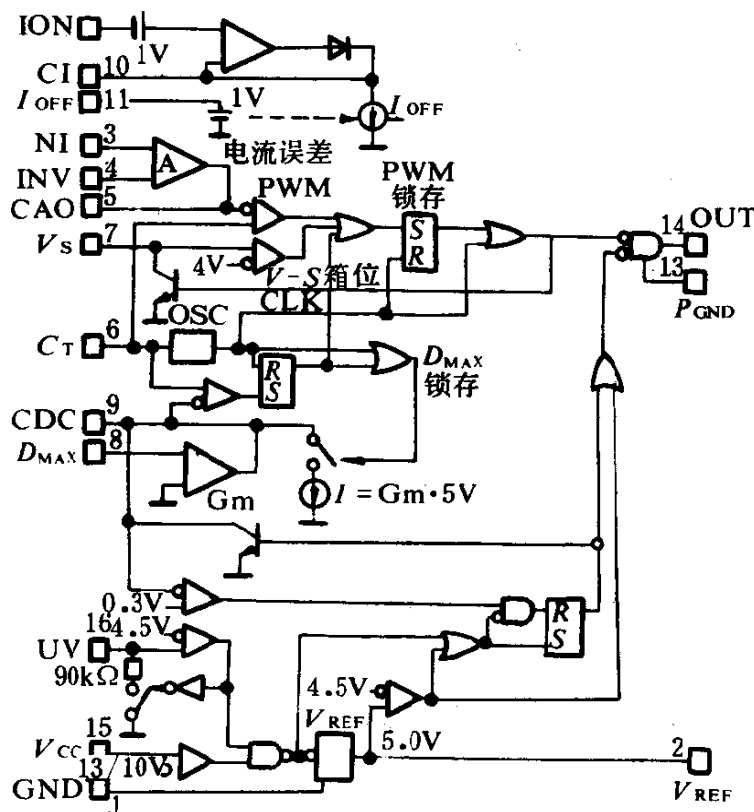 ION
1V
CI 10
I OFF 11
1V
I OFF
NI 3
电流误差
INV 4
A
PWM
PWM
锁存
CAO 5
VS 7
S
R
14 OUT
4V
V-S箱位
13
PGND
CLK
OSC
CT 6
R
S
DMAX
锁存
CDC 9
DMAX 8
Gm
I = Gm·5V
0.3V
R
S
16 4.5V
UV
90kΩ
4.5V
VREF
15
VCC
10V
5.0V
2
13
GND
1
VREF